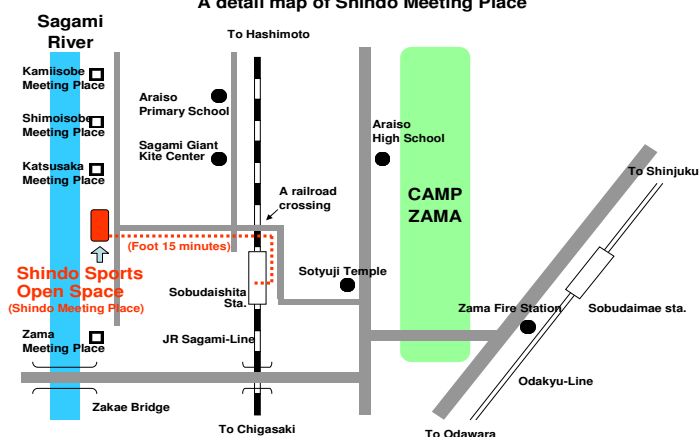 A detail map of Shindo Meeting Place
Sagami
River
To Hashimoto
Kamiisobe
Meeting Place
Araiso
Primary School
Shimoisobe
Meeting Place
Araiso
High School
Sagami Giant
Kite Center
Katsusaka
Meeting Place
To Shinjuku
A railroad
crossing
CAMP
ZAMA
(Foot 15 minutes)
Shindo Sports
Open Space
(Shindo Meeting Place)
Sotyuji Temple
Sobudaishita
Sta.
Zama Fire Station
Sobudaimae sta.
Zama
Meeting Place
JR Sagami-Line
Odakyu-Line
Zakae Bridge
To Chigasaki
To Odawara